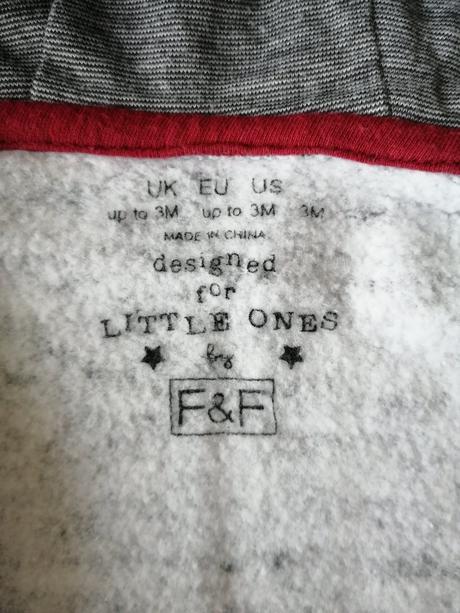 UK EU US
up to 3M up to 3M 3M
MADE IN CHINA
designed
for
LITTLE ONES
by
F&F